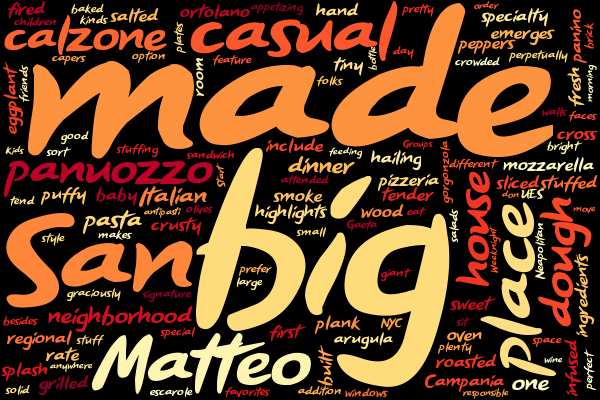 fired
baked
salted
ortolano
appetizing
hand
pretty
order
specialty
children
kinds
emerges
calzone
casual
peppers
panino
brick
capers
option
plates
room
feature
tiny
bottle
day
crowded
perpetually
fresh
morning
eggplant
friends
made
folks
walls
faces
good
cross
kids
sort
stuffing
sandwich
include
feeding
Groups
bright
panuozzo
start
dinner
hailing
gorgonzola
different
mozzarella
attended
pizzeria
sliced
stuffed
tend
puffy
baby
Italian
smoke
tender
house
don
UES
antipasti
olives
highlights
wood
eat
move
pasta
crusty
small
Gaeta
salads
Weeknight
place
Neapolitan
dough
ingredients
makes
San
style
big
prefer
large
giant
graciously
signature
sweet
besides
neighborhood
special
first
plank
NYC
sit
regional
stuff
Matteo
built
arugula
oven
plenty
space
wine
infused
perfect
rate
anywhere
roasted
splash
grilled
Campania
one
solid
escarole
favorites
addition
windows
responsible